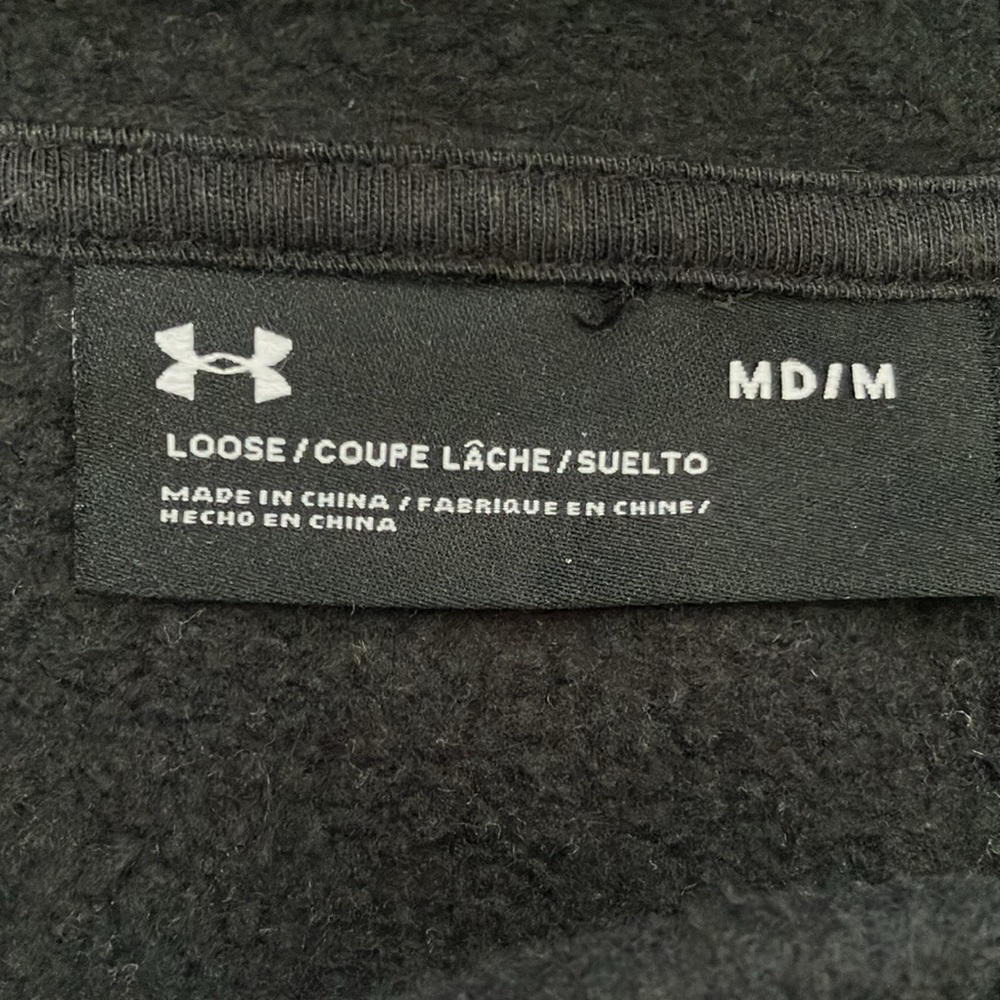 MD/M
LOOSE/COUPE LÂCHE/SUELTO
MADE IN CHINA / FABRIQUE EN CHINE/
HECHO EN CHINA